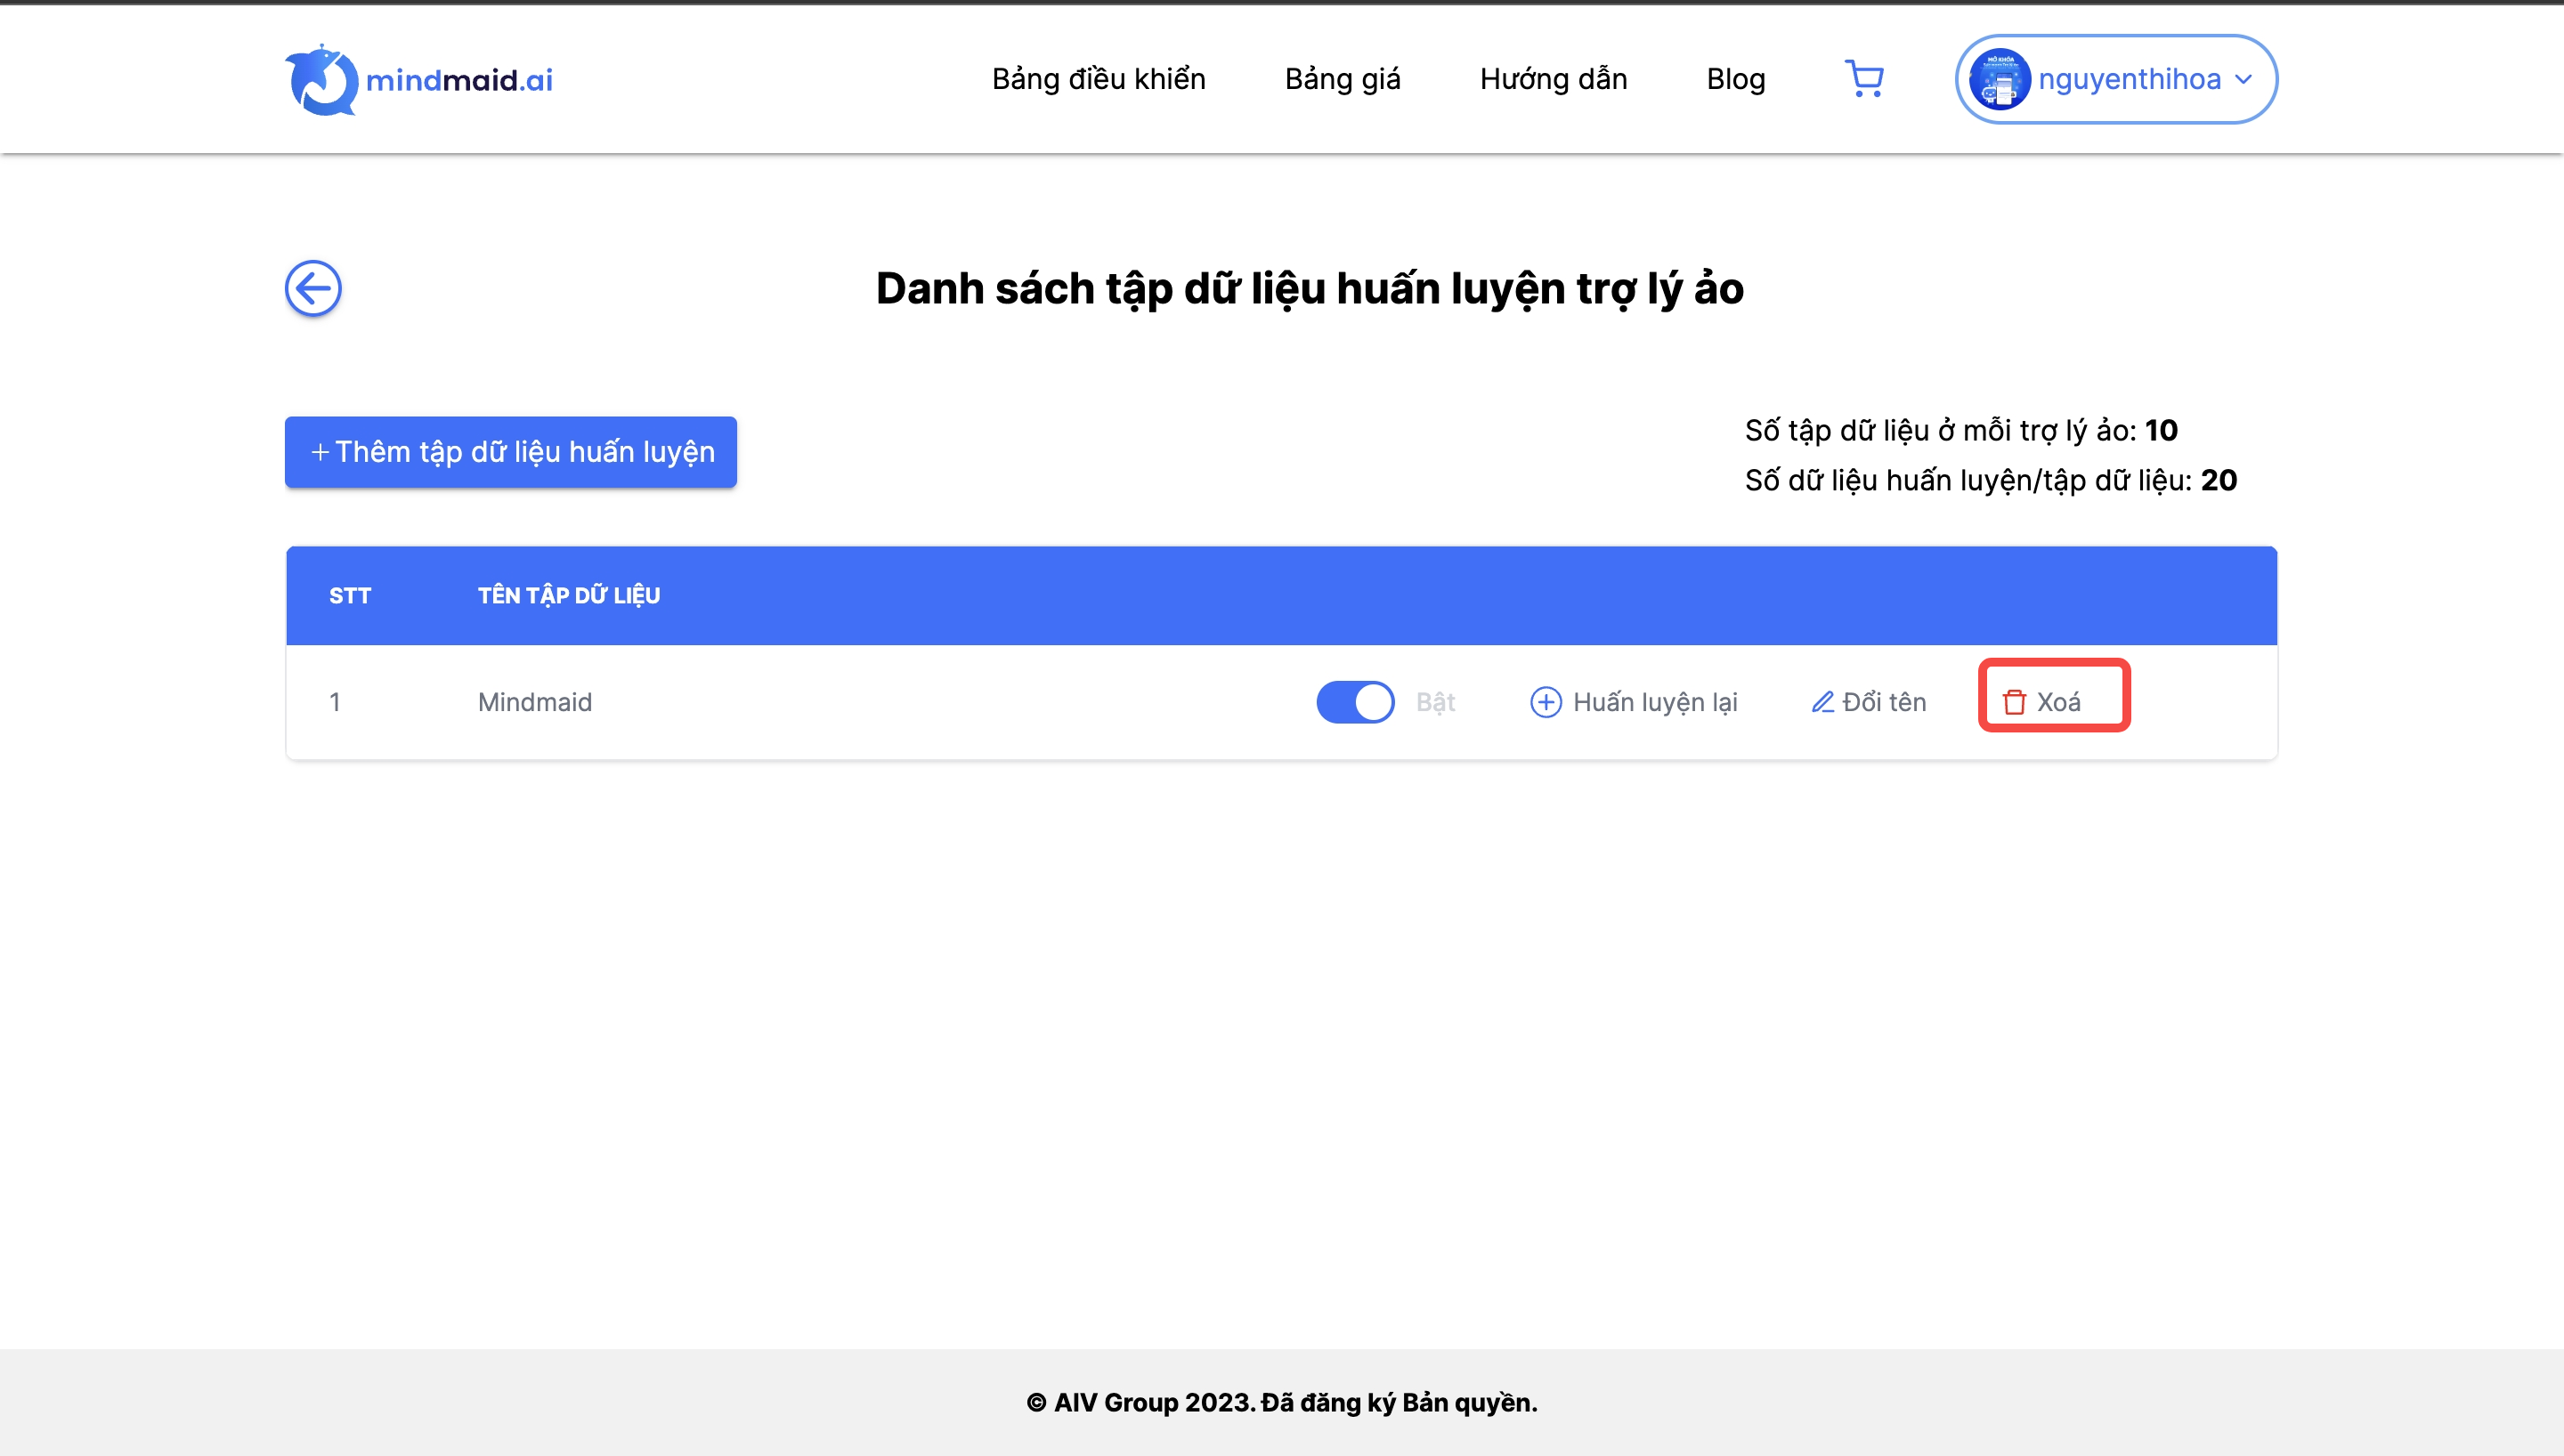 mindmaid.ai
Bảng điều khiển
Bảng giá
Hướng dẫn
Blog
nguyenthihoa
Danh sách tập dữ liệu huấn luyện trợ lý ảo
+ Thêm tập dữ liệu huấn luyện
Số tập dữ liệu ở mỗi trợ lý ảo: 10
Số dữ liệu huấn luyện/tập dữ liệu: 20
STT TÊN TẬP DỮ LIỆU
1 Mindmaid Bật Huấn luyện lại Đổi tên Xoá
© AIV Group 2023. Đã đăng ký Bản quyền.